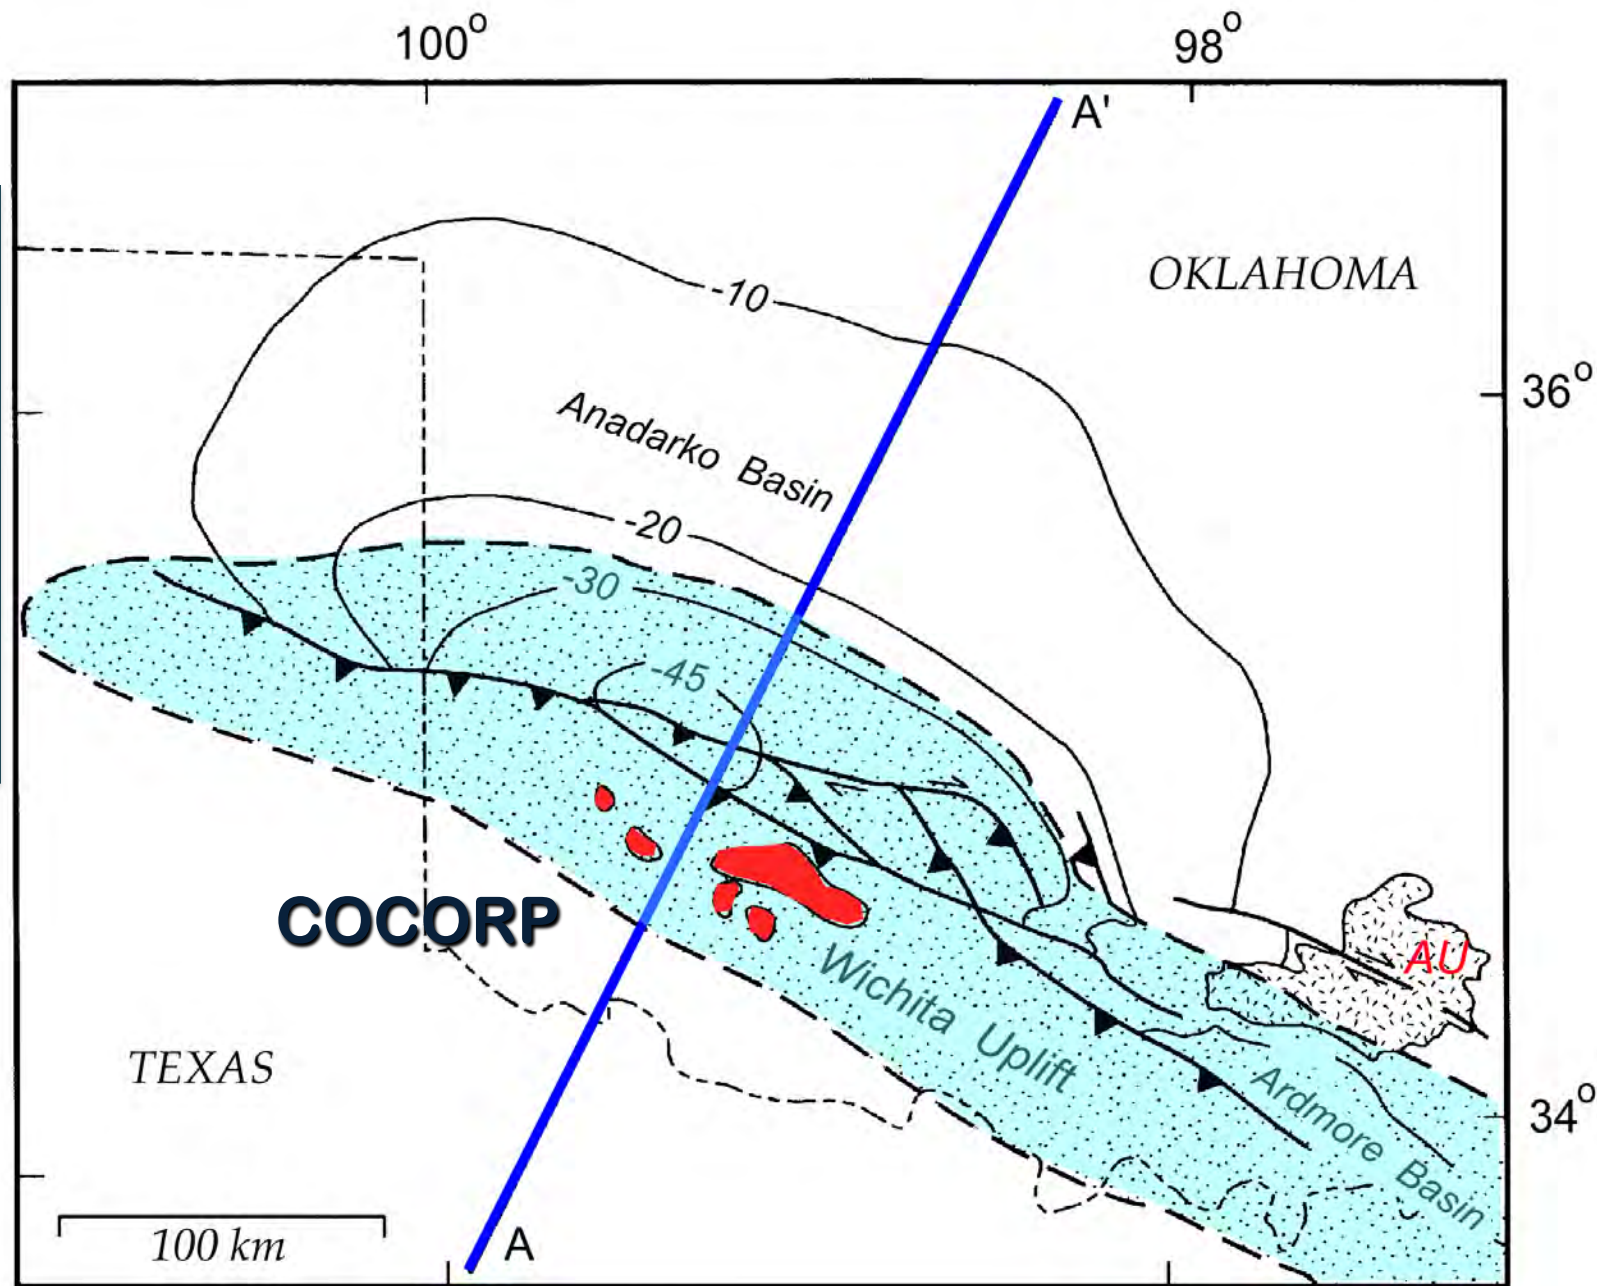 100°
98°
A'
OKLAHOMA
-10
36°
Anadarko Basin
-20
-30
-45
COCORP
AU
Wichita Uplift
TEXAS
Ardmore Basin
34°
100 km
A